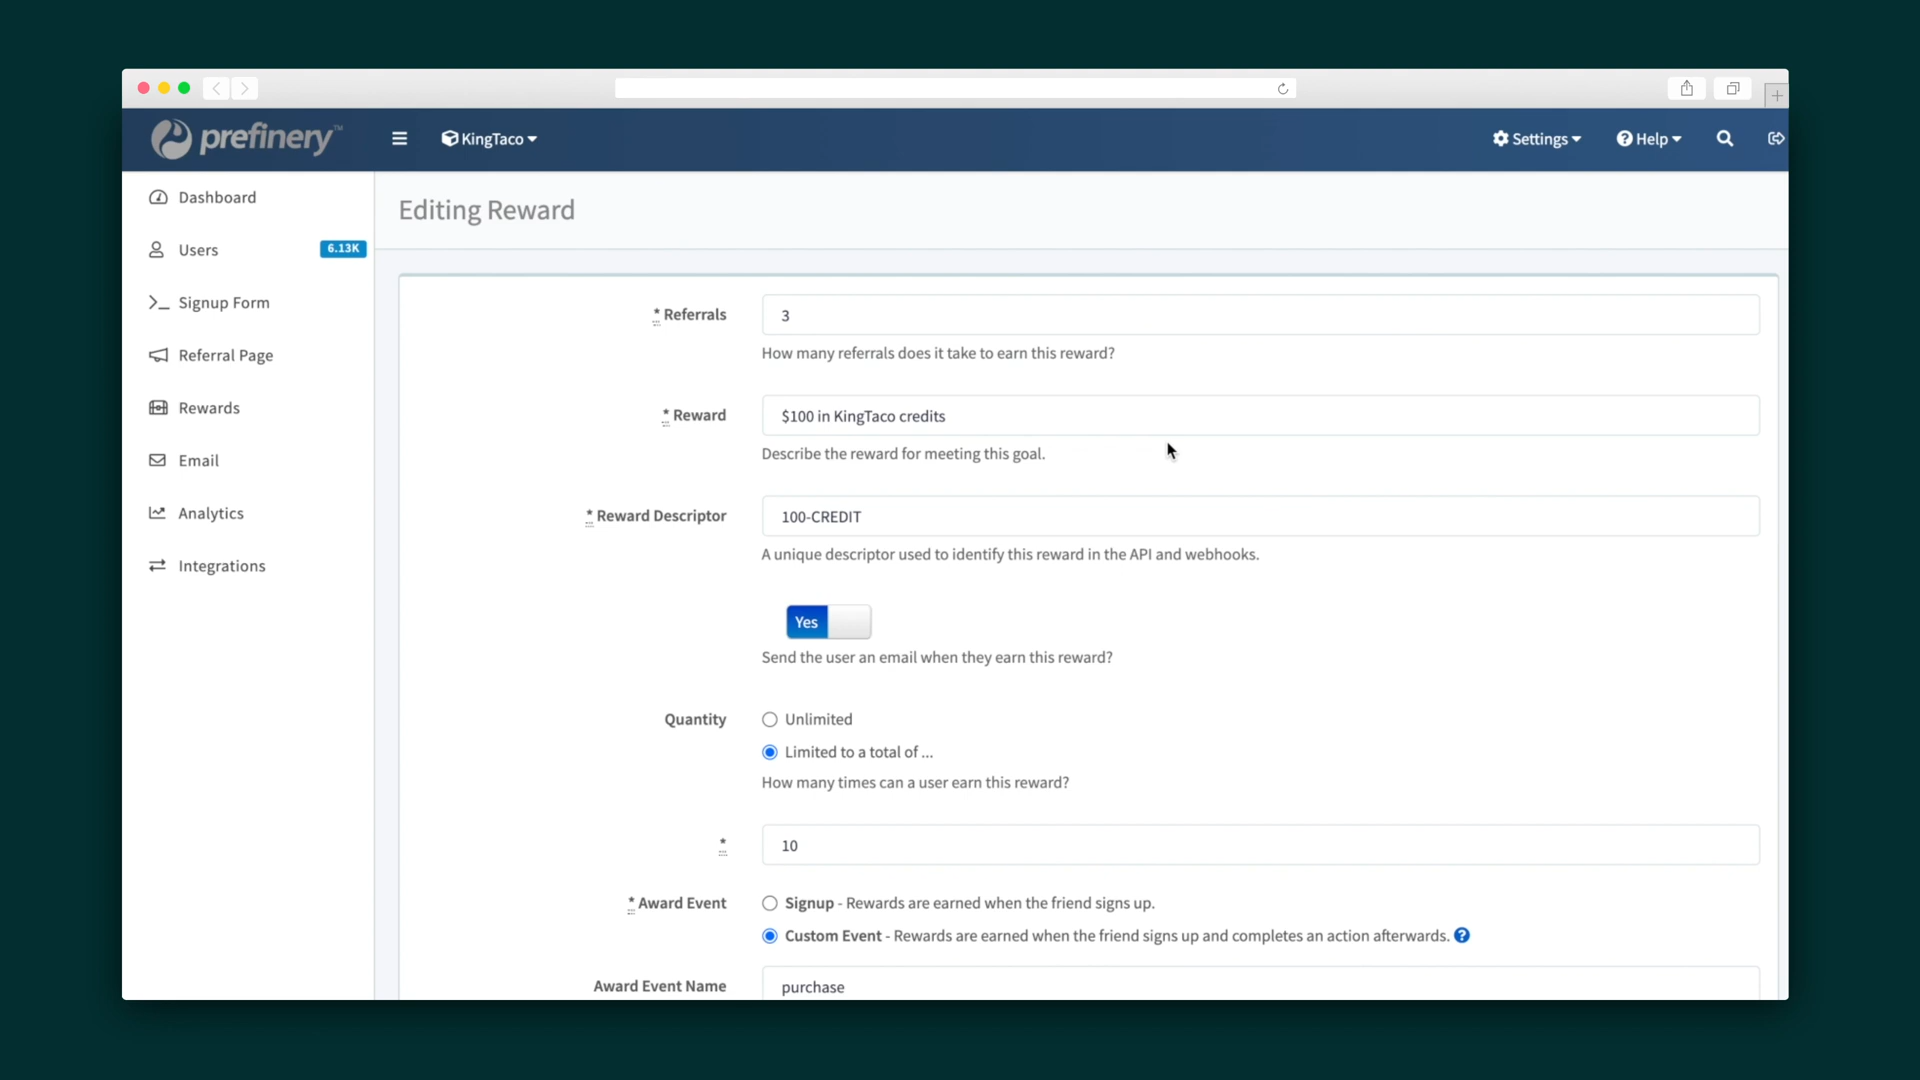 prefinery™
KingTaco
Settings
Help
Dashboard
Users
6.13K
Signup Form
Referral Page
Rewards
Email
Analytics
Integrations
Editing Reward
* Referrals
3
How many referrals does it take to earn this reward?
* Reward
$100 in KingTaco credits
Describe the reward for meeting this goal.
* Reward Descriptor
100-CREDIT
A unique descriptor used to identify this reward in the API and webhooks.
Yes
Send the user an email when they earn this reward?
Quantity
Unlimited
Limited to a total of ...
How many times can a user earn this reward?
*
10
* Award Event
Signup - Rewards are earned when the friend signs up.
Custom Event - Rewards are earned when the friend signs up and completes an action afterwards.
Award Event Name
purchase